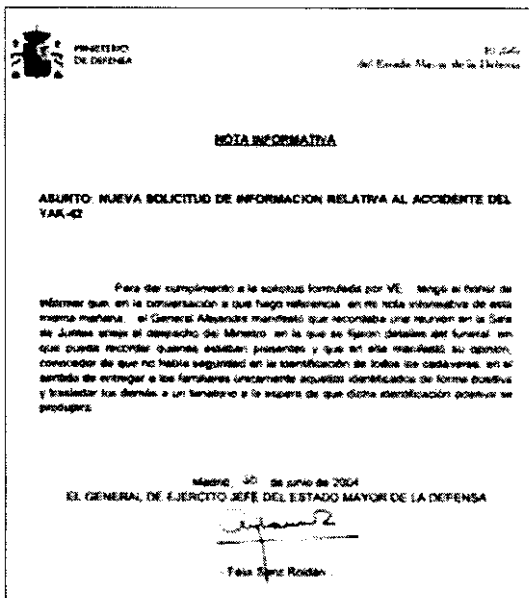 MINISTERIO
DE DEFENSA
El Jefe
del Estado Mayor de la Defensa
NOTA INFORMATIVA
ASUNTO: NUEVA SOLICITUD DE INFORMACION RELATIVA AL ACCIDENTE DEL
YAK-42
Para dar cumplimiento a la solicitud formulada por VE. tengo el honor de
informar que, en la conversación a que hago referencia en mi nota informativa de esta
misma mañana, el General Alejandre manifestó que recordaba una reunión en la Sala
de Juntas aneja al despacho del Ministro, en la que se fijaron detalles del funeral, sin
que pueda recordar quienes estaban presentes y que en ella manifestó su opinión,
conocedor de que no había seguridad en la identificación de todos los cadáveres, en el
sentido de entregar a los familiares únicamente aquellos identificados de forma positiva
y trasladar los demás a un tanatorio a la espera de que dicha identificación positiva se
produjera.
Madrid, de junio de 2004
EL GENERAL DE EJERCITO JEFE DEL ESTADO MAYOR DE LA DEFENSA
Félix Sanz Roldán